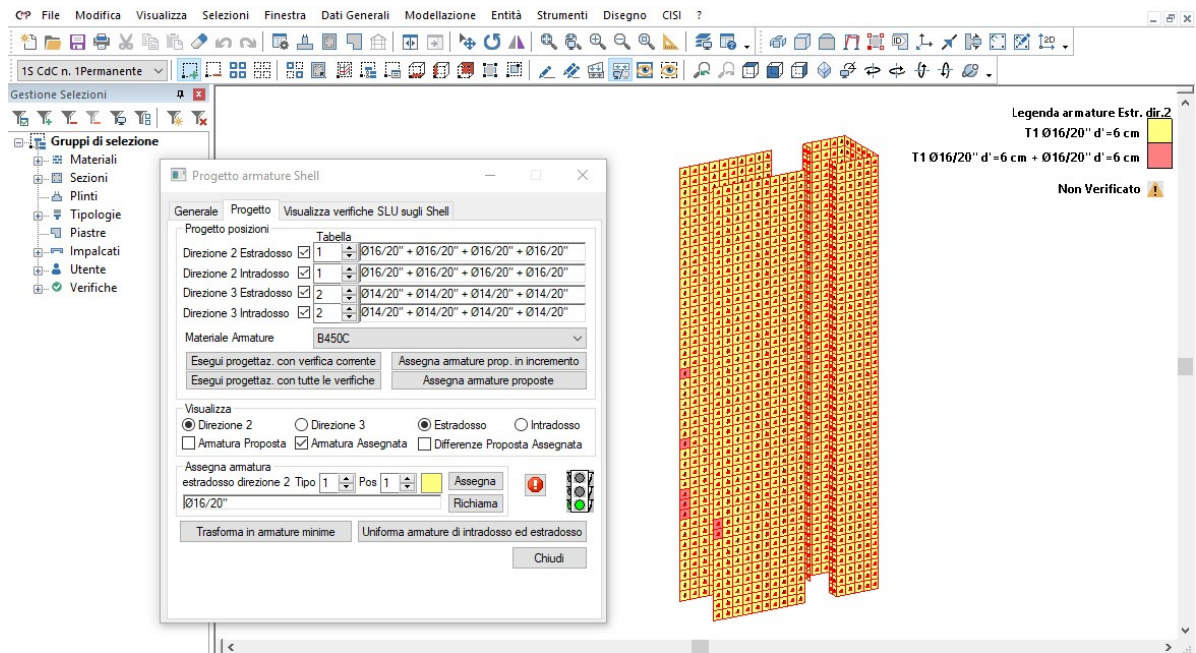 File Modifica Visualizza Selezioni Finestra Dati Generali Modellazione Entità Strumenti Disegno CISI ?
1S CdC n. 1Permanente
Gestione Selezioni
Gruppi di selezione
Materiali
Sezioni
Plinti
Tipologie
Piastre
Impalcati
Utente
Verifiche
Progetto armature Shell
Generale Progetto Visualizza verifiche SLU sugli Shell
Progetto posizioni
Tabella
Direzione 2 Estradosso 1 Ø16/20" + Ø16/20" + Ø16/20" + Ø16/20"
Direzione 2 Intradosso 1 Ø16/20" + Ø16/20" + Ø16/20" + Ø16/20"
Direzione 3 Estradosso 2 Ø14/20" + Ø14/20" + Ø14/20" + Ø14/20"
Direzione 3 Intradosso 2 Ø14/20" + Ø14/20" + Ø14/20" + Ø14/20"
Materiale Armature B450C
Esegui progettaz. con verifica corrente Assegna armature prop. in incremento
Esegui progettaz. con tutte le verifiche Assegna armature proposte
Visualizza
Direzione 2 Direzione 3 Estradosso Intradosso
Armatura Proposta Armatura Assegnata Differenze Proposta Assegnata
Assegna armatura
estradosso direzione 2 Tipo 1 Pos 1 Assegna
Ø16/20" Richiama
Trasforma in armature minime Uniforma armature di intradosso ed estradosso
Chiudi
Legenda armature Estr. dir.2
T1 Ø16/20" d'=6 cm
T1 Ø16/20" d'=6 cm + Ø16/20" d'=6 cm
Non Verificato